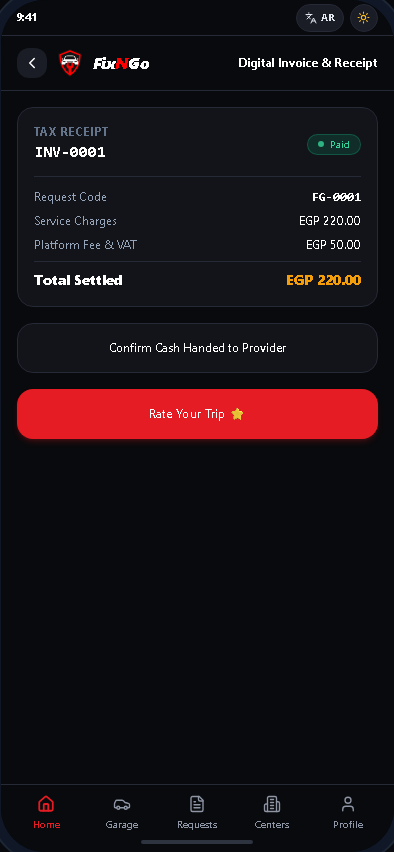 9:41
AR
FixNGo
Digital Invoice & Receipt
TAX RECEIPT
INV-0001
Paid
Request Code FG-0001
Service Charges EGP 220.00
Platform Fee & VAT EGP 50.00
Total Settled EGP 220.00
Confirm Cash Handed to Provider
Rate Your Trip ⭐
Home Garage Requests Centers Profile